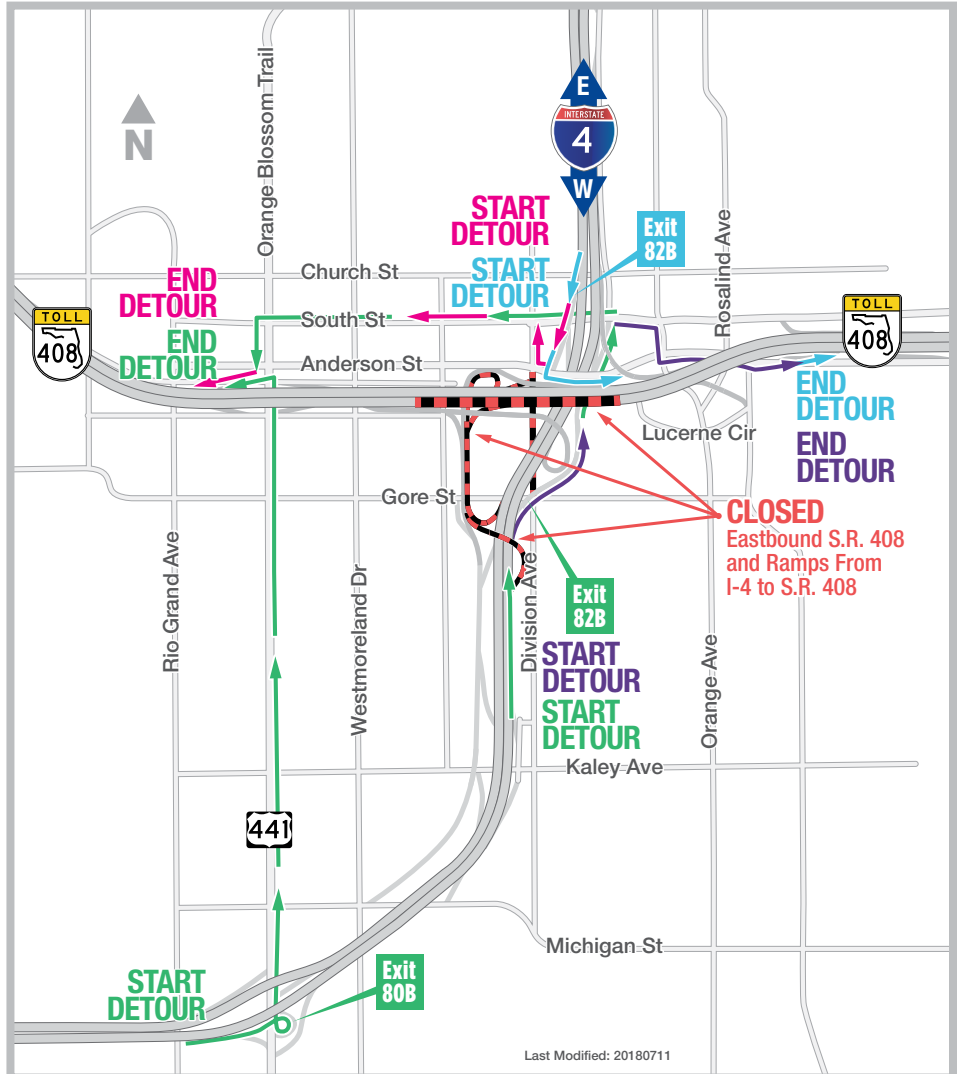 Orange Blossom Trail
N
E
INTERSTATE
4
W
START
DETOUR
Exit
82B
Rosalind Ave
Church St
START
DETOUR
END
DETOUR
South St
TOLL
408
TOLL
408
END
DETOUR
Anderson St
END
DETOUR
Lucerne Cir
END
DETOUR
Gore St
CLOSED
Eastbound S.R. 408
and Ramps From
I-4 to S.R. 408
Rio Grand Ave
Westmoreland Dr
Division Ave
Exit
82B
START
DETOUR
START
DETOUR
Orange Ave
Kaley Ave
441
Michigan St
START
DETOUR
Exit
80B
Last Modified: 20180711